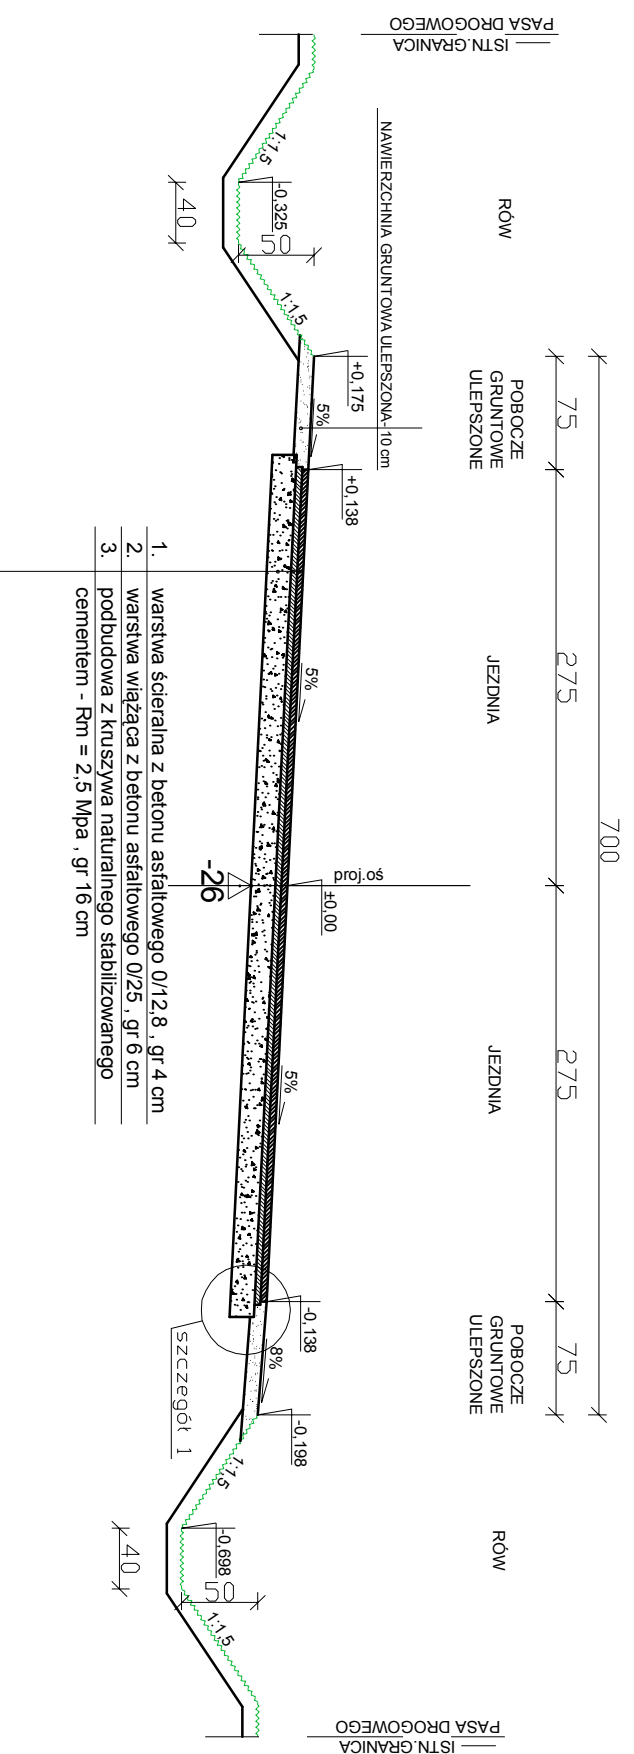 ISTN.GRANICA
PASA DROGOWEGO
RÓW
POBOCZE
GRUNTOWE
ULEPSZONE
JEZDNIA
JEZDNIA
POBOCZE
GRUNTOWE
ULEPSZONE
RÓW
ISTN.GRANICA
PASA DROGOWEGO
700
75
275
275
75
NAWIERZCHNIA GRUNTOWA ULEPSZONA- 10 cm
1:1,5
-0,325
50
40
1:1,5
+0,175
5%
+0,138
5%
proj.oś
±0,00
-26
5%
-0,138
8%
-0,198
szczegół 1
1:1,5
-0,698
50
40
1:1,5
1. warstwa ścieralna z betonu asfaltowego 0/12,8 , gr 4 cm
2. warstwa wiążąca z betonu asfaltowego 0/25 , gr 6 cm
3. podbudowa z kruszywa naturalnego stabilizowanego
cementem - Rm = 2,5 Mpa , gr 16 cm